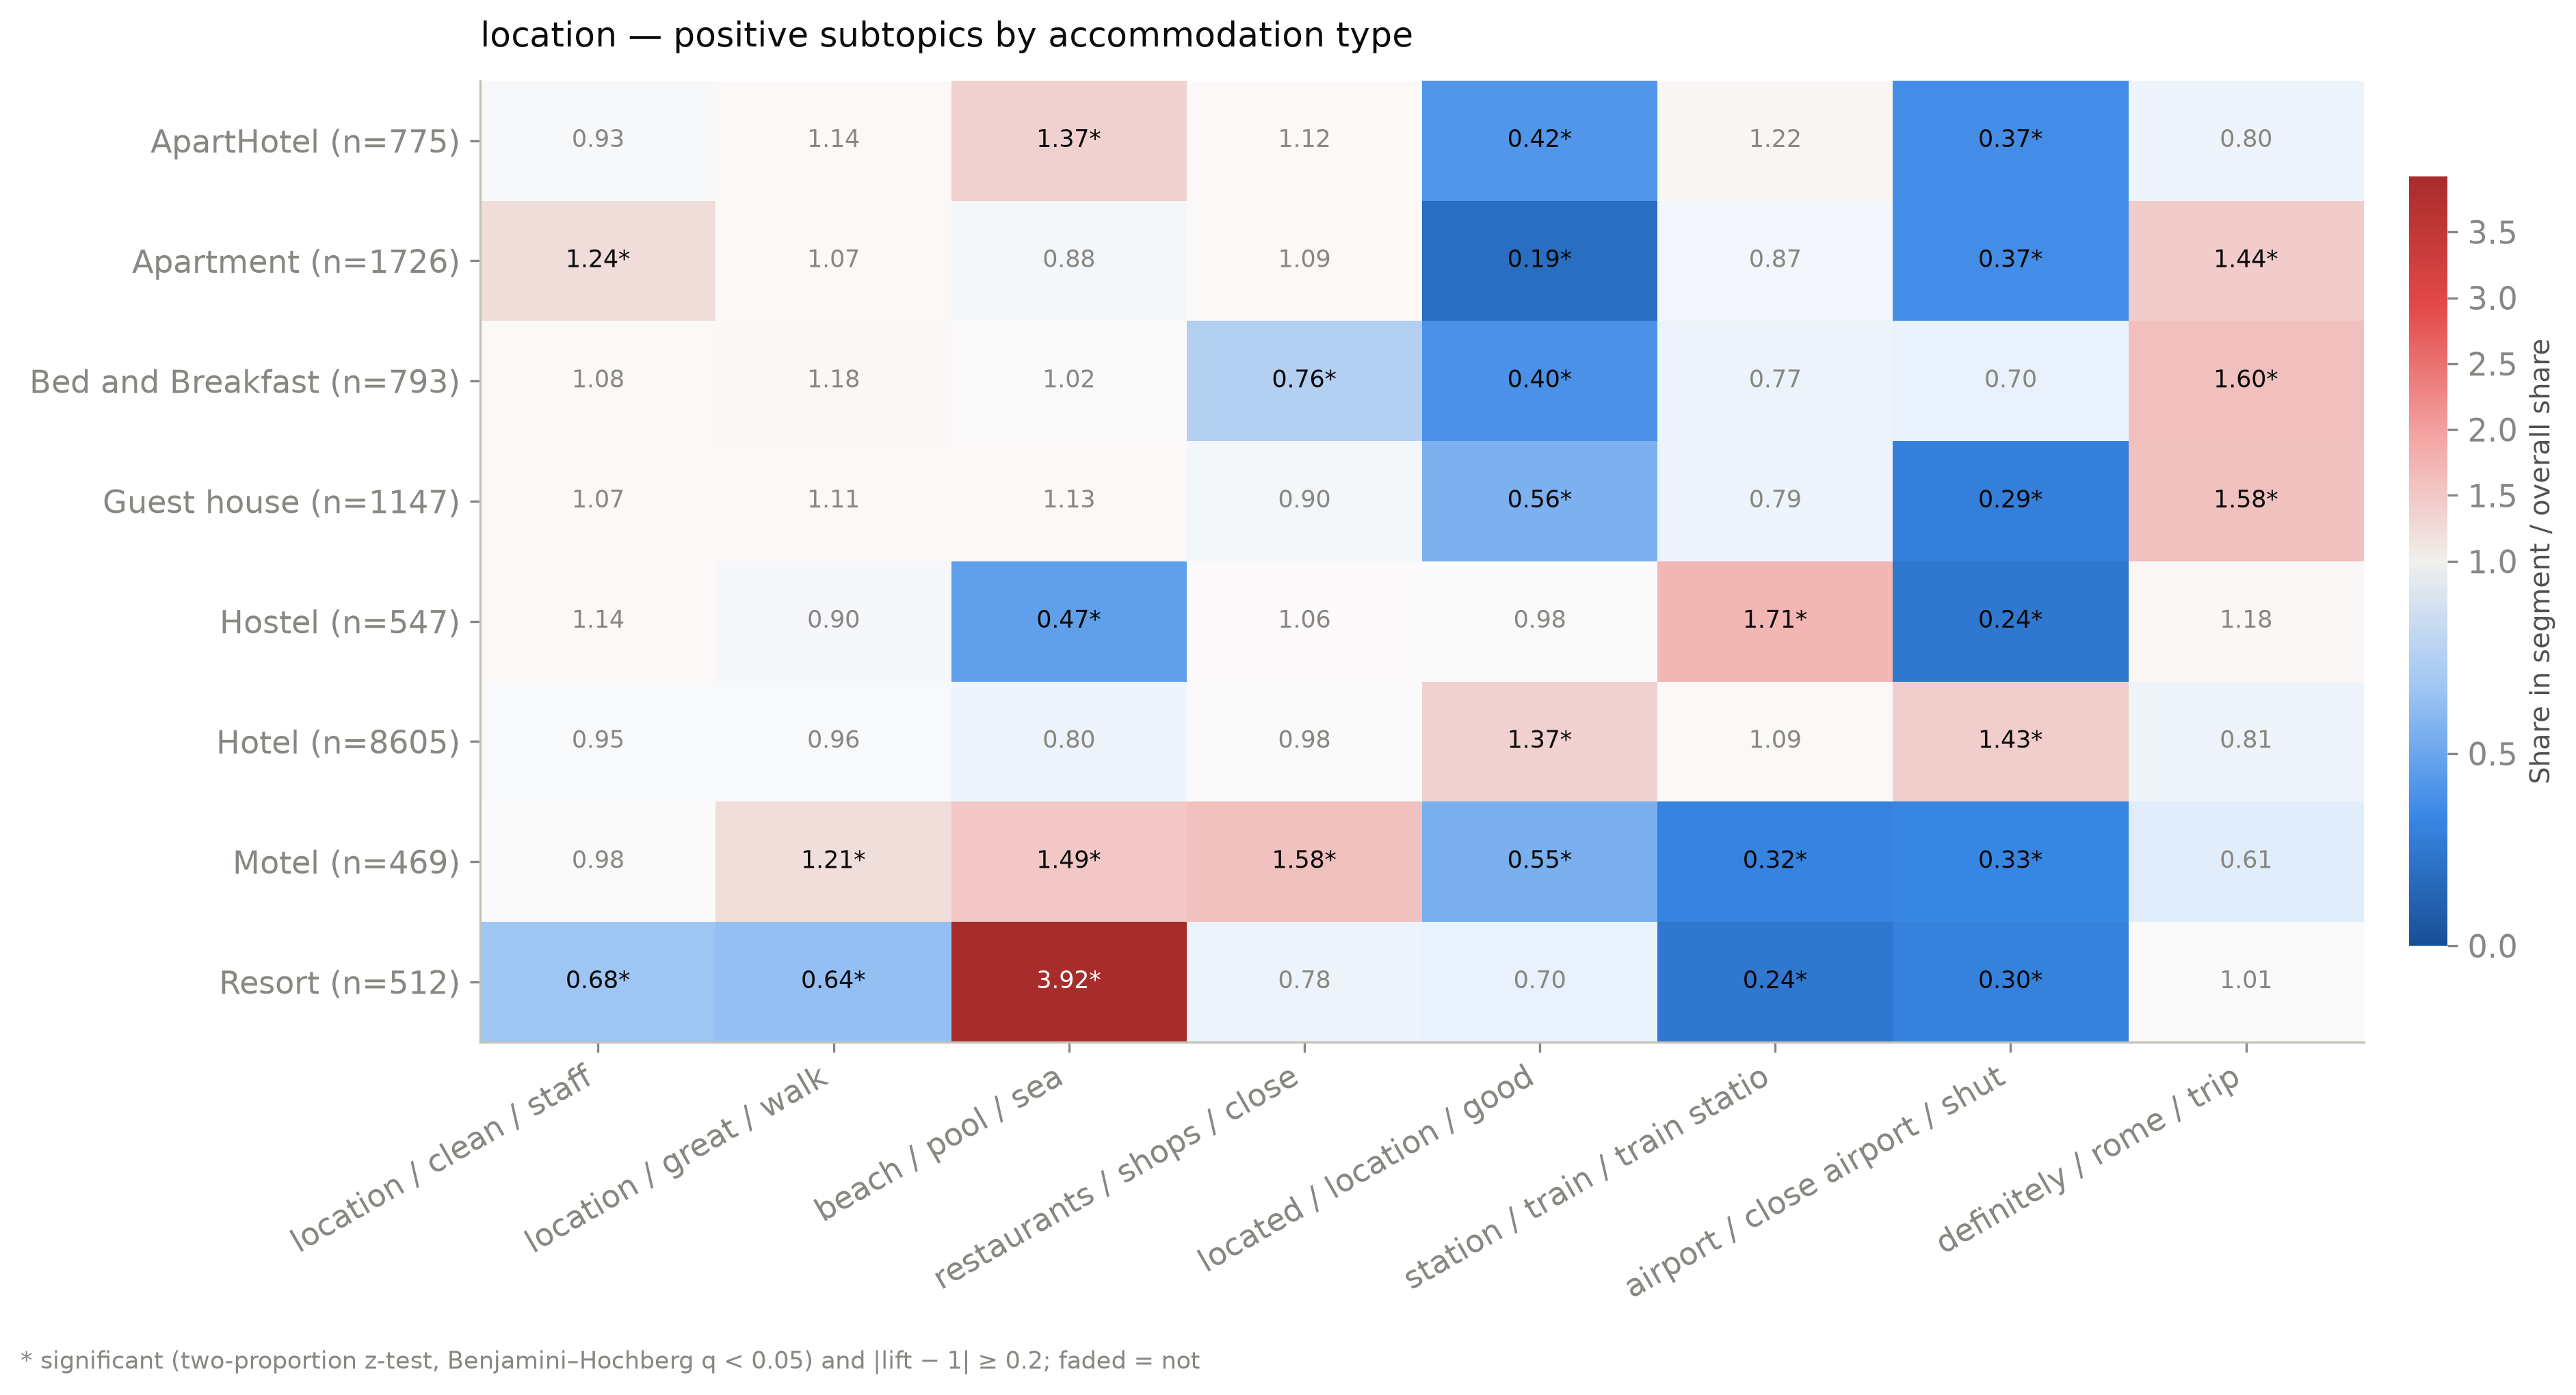 location — positive subtopics by accommodation type
ApartHotel (n=775) 0.93 1.14 1.37* 1.12 0.42* 1.22 0.37* 0.80
Apartment (n=1726) 1.24* 1.07 0.88 1.09 0.19* 0.87 0.37* 1.44*
Bed and Breakfast (n=793) 1.08 1.18 1.02 0.76* 0.40* 0.77 0.70 1.60*
Guest house (n=1147) 1.07 1.11 1.13 0.90 0.56* 0.79 0.29* 1.58*
Hostel (n=547) 1.14 0.90 0.47* 1.06 0.98 1.71* 0.24* 1.18
Hotel (n=8605) 0.95 0.96 0.80 0.98 1.37* 1.09 1.43* 0.81
Motel (n=469) 0.98 1.21* 1.49* 1.58* 0.55* 0.32* 0.33* 0.61
Resort (n=512) 0.68* 0.64* 3.92* 0.78 0.70 0.24* 0.30* 1.01
location / clean / staff
location / great / walk
beach / pool / sea
restaurants / shops / close
located / location / good
station / train / train statio
airport / close airport / shut
definitely / rome / trip
3.5
3.0
2.5
2.0
1.5
1.0
0.5
0.0
Share in segment / overall share
* significant (two-proportion z-test, Benjamini–Hochberg q < 0.05) and |lift − 1| ≥ 0.2; faded = not